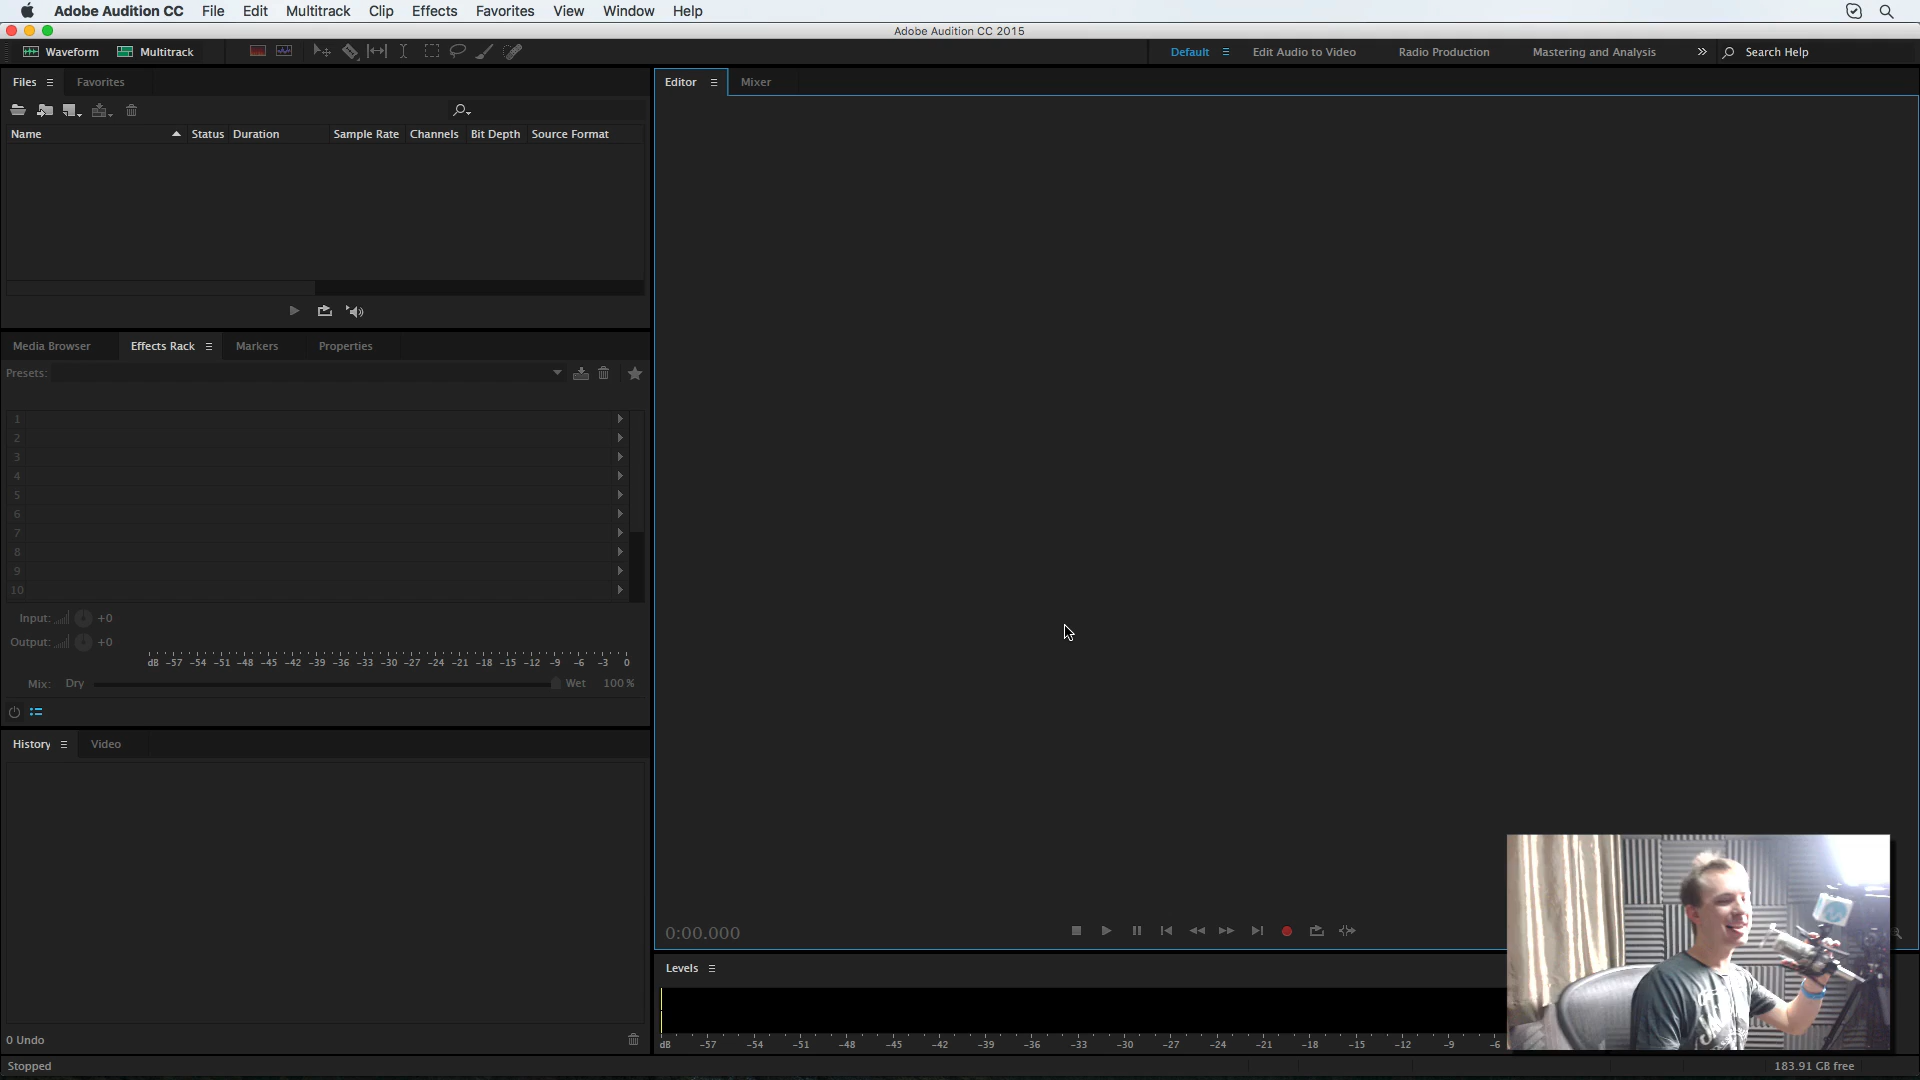 Adobe Audition CC File Edit Multitrack Clip Effects Favorites View Window Help
Adobe Audition CC 2015
Waveform Multitrack Default Edit Audio to Video Radio Production Mastering and Analysis Search Help
Files Favorites
Editor Mixer
Name Status Duration Sample Rate Channels Bit Depth Source Format
Media Browser Effects Rack Markers Properties
Presets:
1
2
3
4
5
6
7
8
9
10
Input: +0
Output: +0
dB -57 -54 -51 -48 -45 -42 -39 -36 -33 -30 -27 -24 -21 -18 -15 -12 -9 -6 -3 0
Mix: Dry Wet 100 %
History Video
0:00.000
Levels
dB -57 -54 -51 -48 -45 -42 -39 -36 -33 -30 -27 -24 -21 -18 -15 -12 -9 -6
0 Undo
Stopped
183.91 GB free